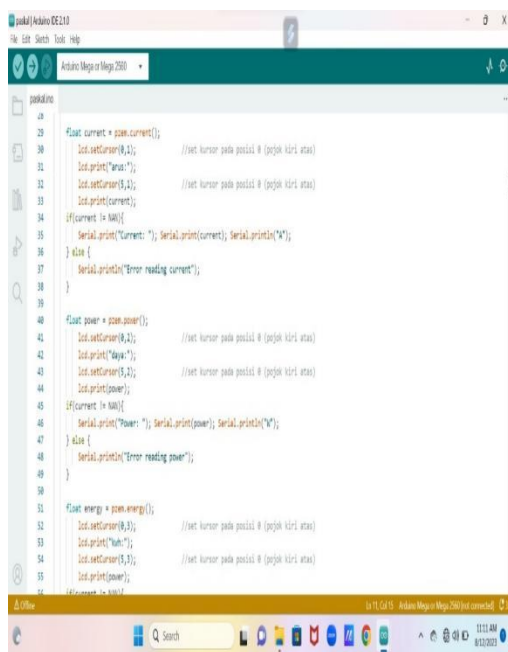 paskal | Arduino IDE 2.1.0
File Edit Sketch Tools Help
Arduino Mega or Mega 2560
paskal.ino
28
29 float current = pzem.current();
30 lcd.setCursor(0,1); //set kursor pada posisi 0 (pojok kiri atas)
31 lcd.print("arus:");
32 lcd.setCursor(5,1); //set kursor pada posisi 0 (pojok kiri atas)
33 lcd.print(current);
34 if(current != NAN){
35 Serial.print("Current: "); Serial.print(current); Serial.println("A");
36 } else {
37 Serial.println("Error reading current");
38 }
39
40 float power = pzem.power();
41 lcd.setCursor(0,2); //set kursor pada posisi 0 (pojok kiri atas)
42 lcd.print("daya:");
43 lcd.setCursor(5,2); //set kursor pada posisi 0 (pojok kiri atas)
44 lcd.print(power);
45 if(current != NAN){
46 Serial.print("Power: "); Serial.print(power); Serial.println("W");
47 } else {
48 Serial.println("Error reading power");
49 }
50
51 float energy = pzem.energy();
52 lcd.setCursor(0,3); //set kursor pada posisi 0 (pojok kiri atas)
53 lcd.print("kwh:");
54 lcd.setCursor(5,3); //set kursor pada posisi 0 (pojok kiri atas)
55 lcd.print(power);
56 if(current != NAN){
Offline
Ln 11, Col 15 Arduino Mega or Mega 2560 [not connected]
Search
11:11 AM
8/12/2023